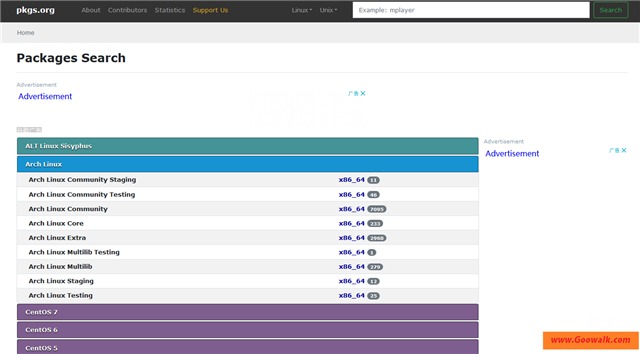 pkgs.org About Contributors Statistics Support Us Linux Unix Example: mplayer Search
Home
Packages Search
Advertisement
Advertisement
广告
ALT Linux Sisyphus
Advertisement
Advertisement
广告
Arch Linux
Arch Linux Community Staging x86_64 11
Arch Linux Community Testing x86_64 46
Arch Linux Community x86_64 7095
Arch Linux Core x86_64 233
Arch Linux Extra x86_64 2968
Arch Linux Multilib Testing x86_64 1
Arch Linux Multilib x86_64 279
Arch Linux Staging x86_64 12
Arch Linux Testing x86_64 25
CentOS 7
CentOS 6
CentOS 5
www.Goowalk.com